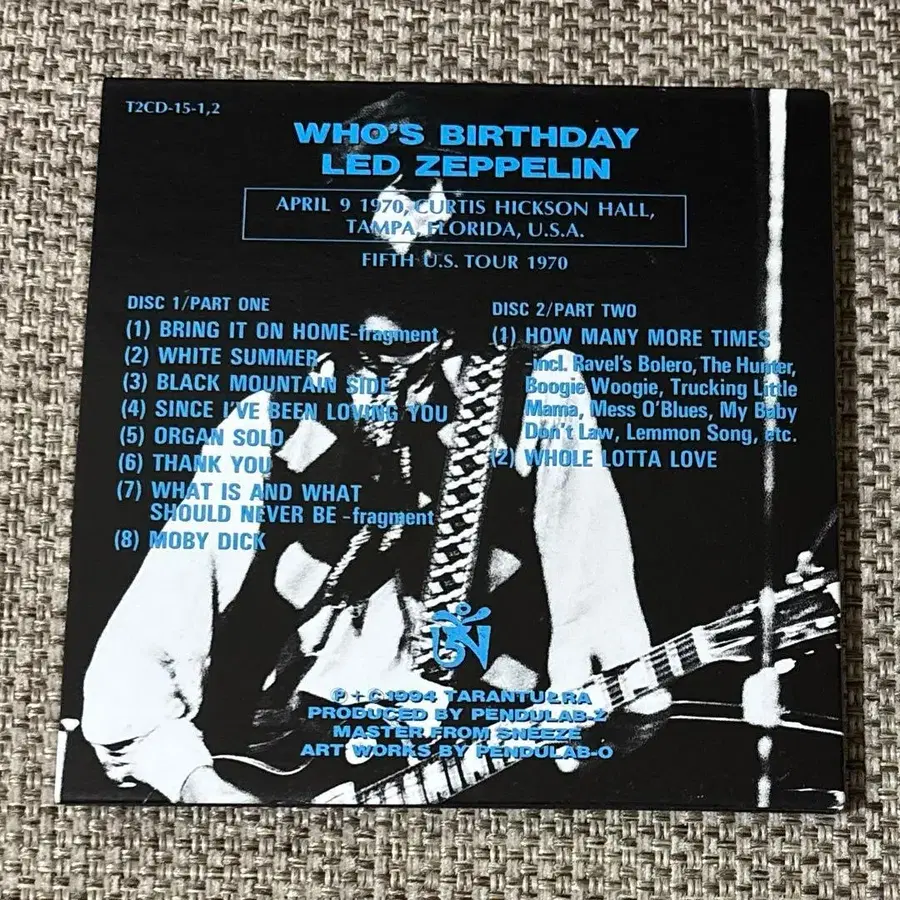 T2CD-15-1,2
WHO'S BIRTHDAY
LED ZEPPELIN
APRIL 9 1970, CURTIS HICKSON HALL,
TAMPA, FLORIDA, U.S.A.
FIFTH U.S. TOUR 1970
DISC 1/PART ONE
(1) BRING IT ON HOME-fragment
(2) WHITE SUMMER
(3) BLACK MOUNTAIN SIDE
(4) SINCE I'VE BEEN LOVING YOU
(5) ORGAN SOLO
(6) THANK YOU
(7) WHAT IS AND WHAT
SHOULD NEVER BE -fragment
(8) MOBY DICK
DISC 2/PART TWO
(1) HOW MANY MORE TIMES
-incl. Ravel's Bolero, The Hunter,
Boogie Woogie, Trucking Little
Mama, Mess O'Blues, My Baby
Don't Law, Lemmon Song, etc.
(2) WHOLE LOTTA LOVE
ॐ
Ⓟ+©1994 TARANTUŁRA
PRODUCED BY PENDULAB-Z
MASTER FROM SNEEZE
ART WORKS BY PENDULAB-O